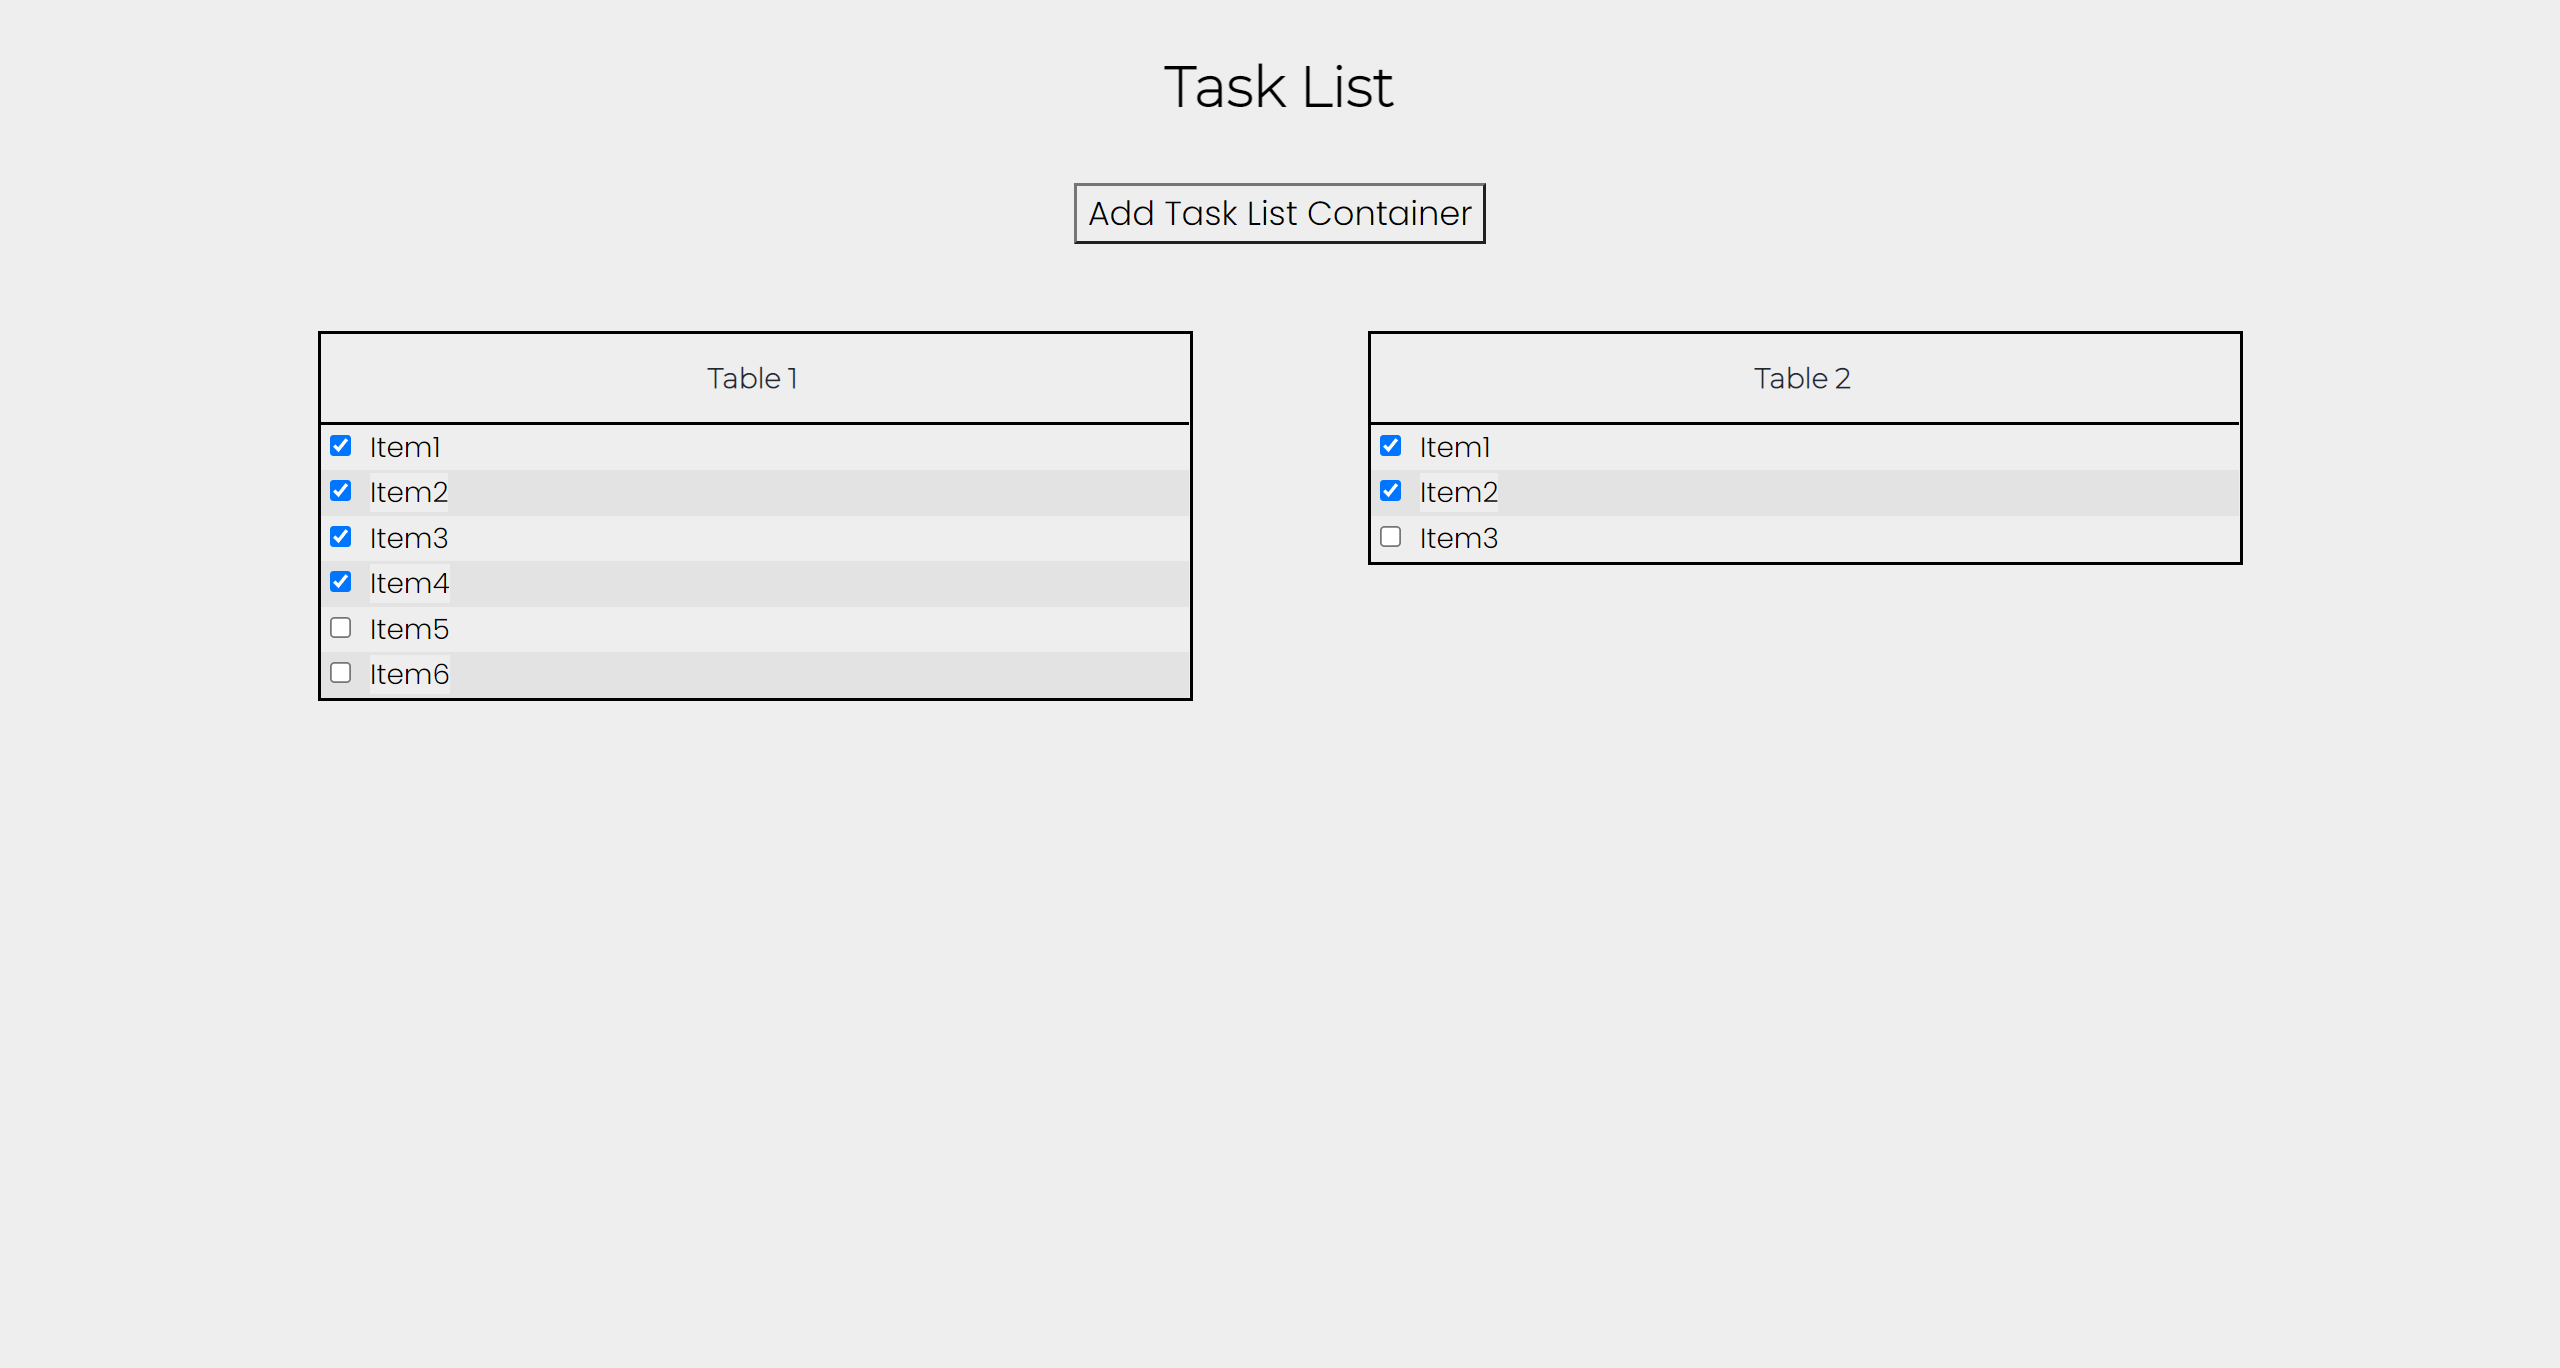 Task List
Add Task List Container
Table 1
Item1
Item2
Item3
Item4
Item5
Item6
Table 2
Item1
Item2
Item3